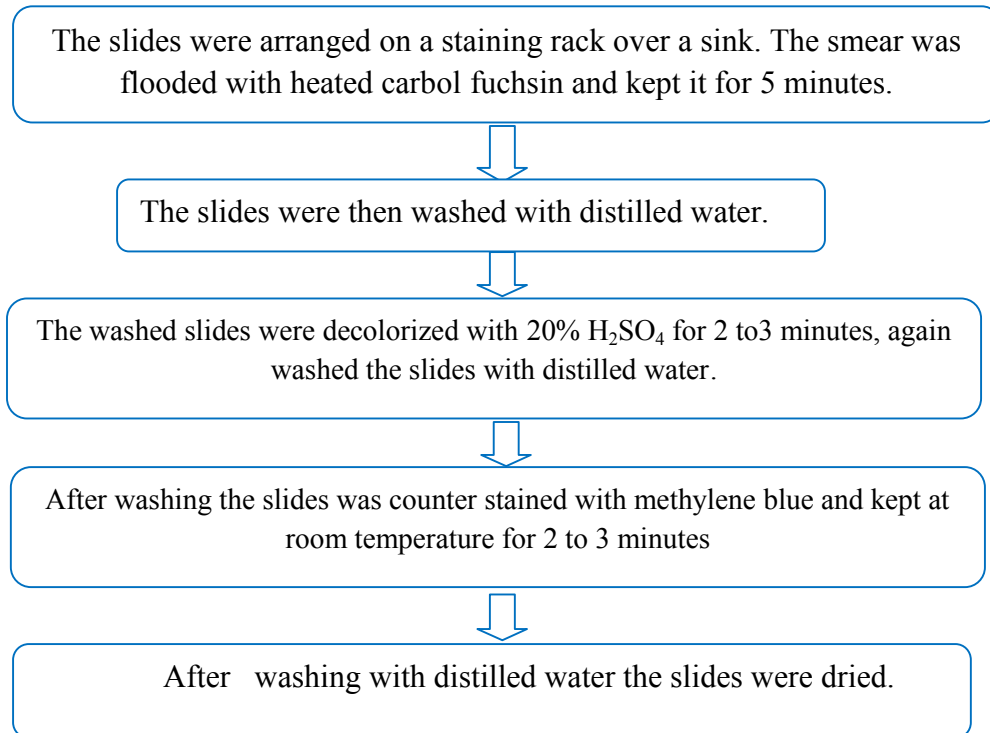 The slides were arranged on a staining rack over a sink. The smear was
flooded with heated carbol fuchsin and kept it for 5 minutes.
The slides were then washed with distilled water.
The washed slides were decolorized with 20% H₂SO₄ for 2 to3 minutes, again
washed the slides with distilled water.
After washing the slides was counter stained with methylene blue and kept at
room temperature for 2 to 3 minutes
After washing with distilled water the slides were dried.